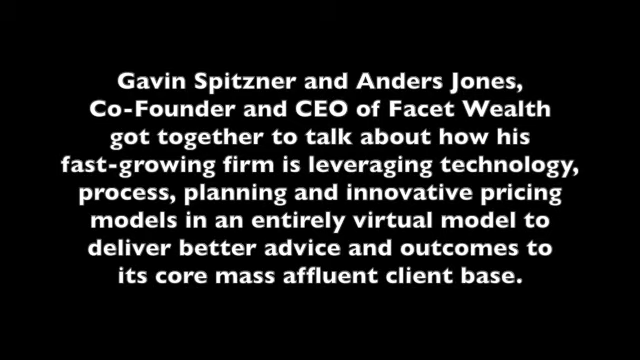 Gavin Spitzner and Anders Jones,
Co-Founder and CEO of Facet Wealth
got together to talk about how his
fast-growing firm is leveraging technology,
process, planning and innovative pricing
models in an entirely virtual model to
deliver better advice and outcomes to
its core mass affluent client base.